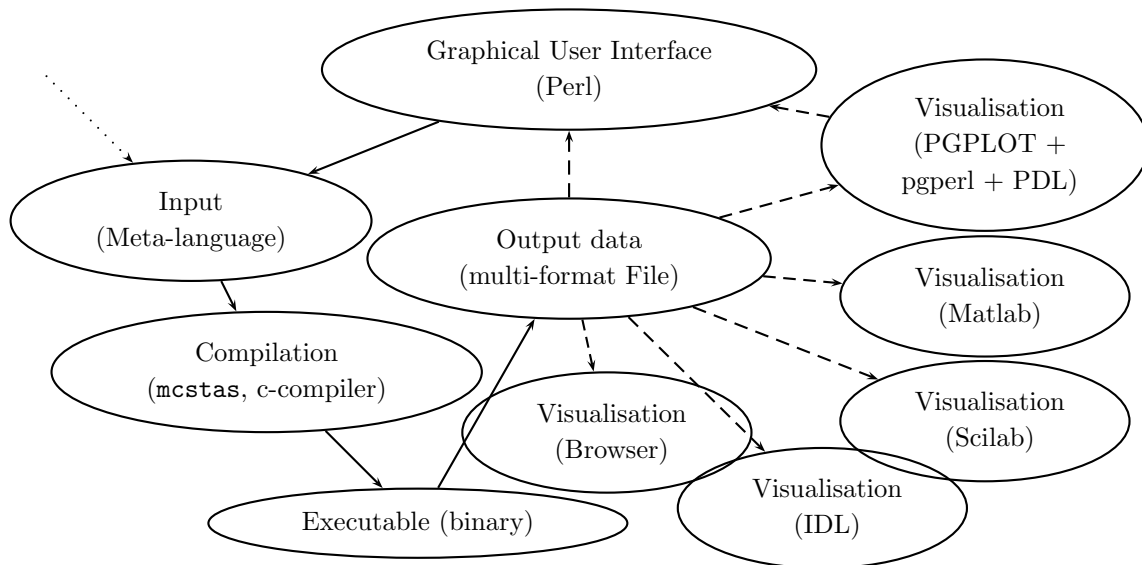 Graphical User Interface
(Perl)
Visualisation
(PGPLOT +
pgperl + PDL)
Input
(Meta-language)
Output data
(multi-format File)
Visualisation
(Matlab)
Compilation
(mcstas, c-compiler)
Visualisation
(Browser)
Visualisation
(Scilab)
Visualisation
(IDL)
Executable (binary)